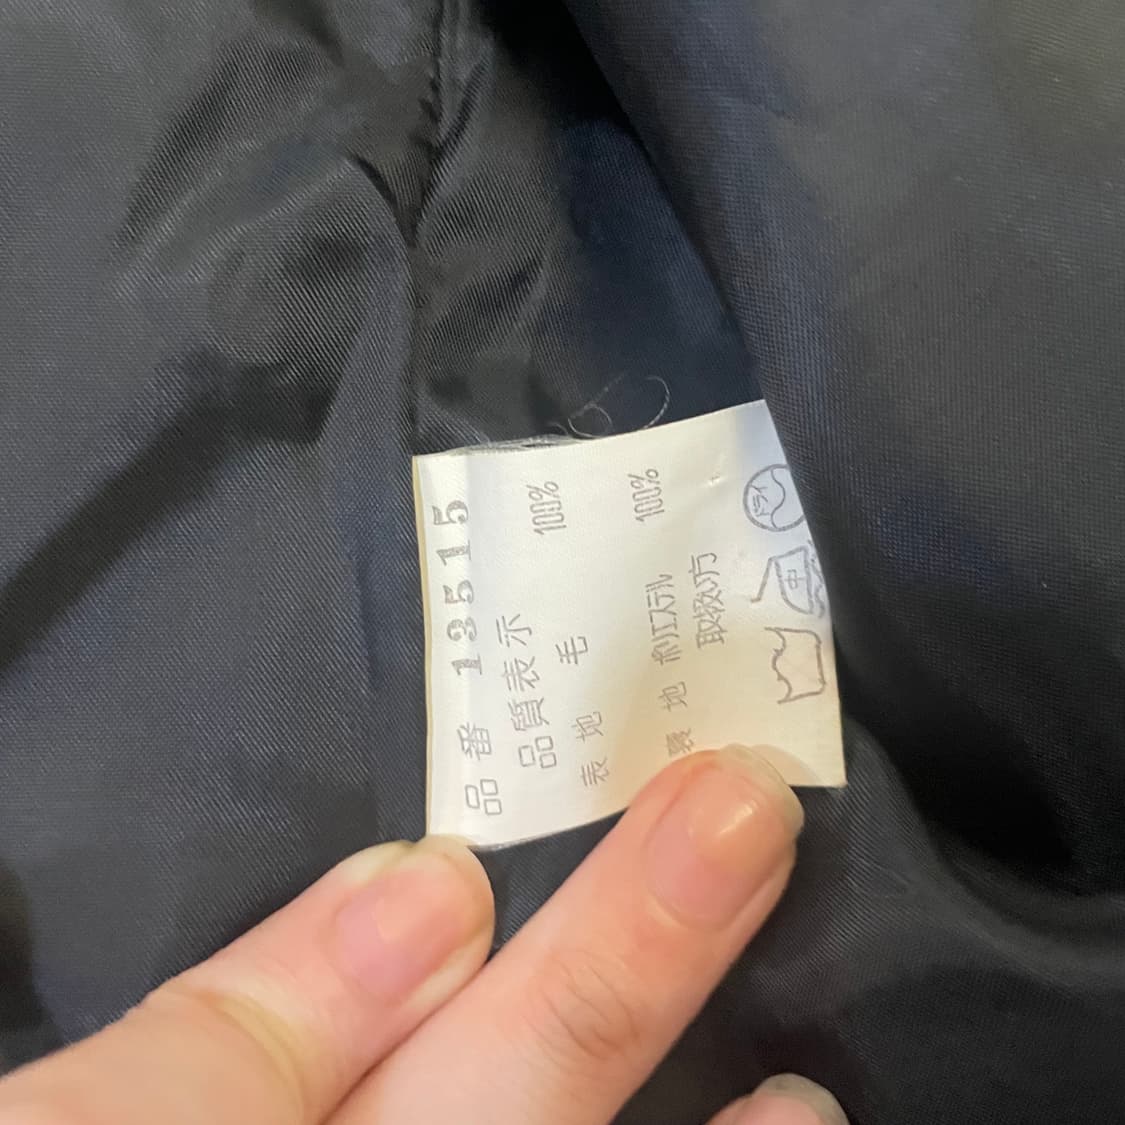 品番 13515
品質表示
表地 毛 100%
裏地 ポリエステル 100%
取扱い方
ドライ
中